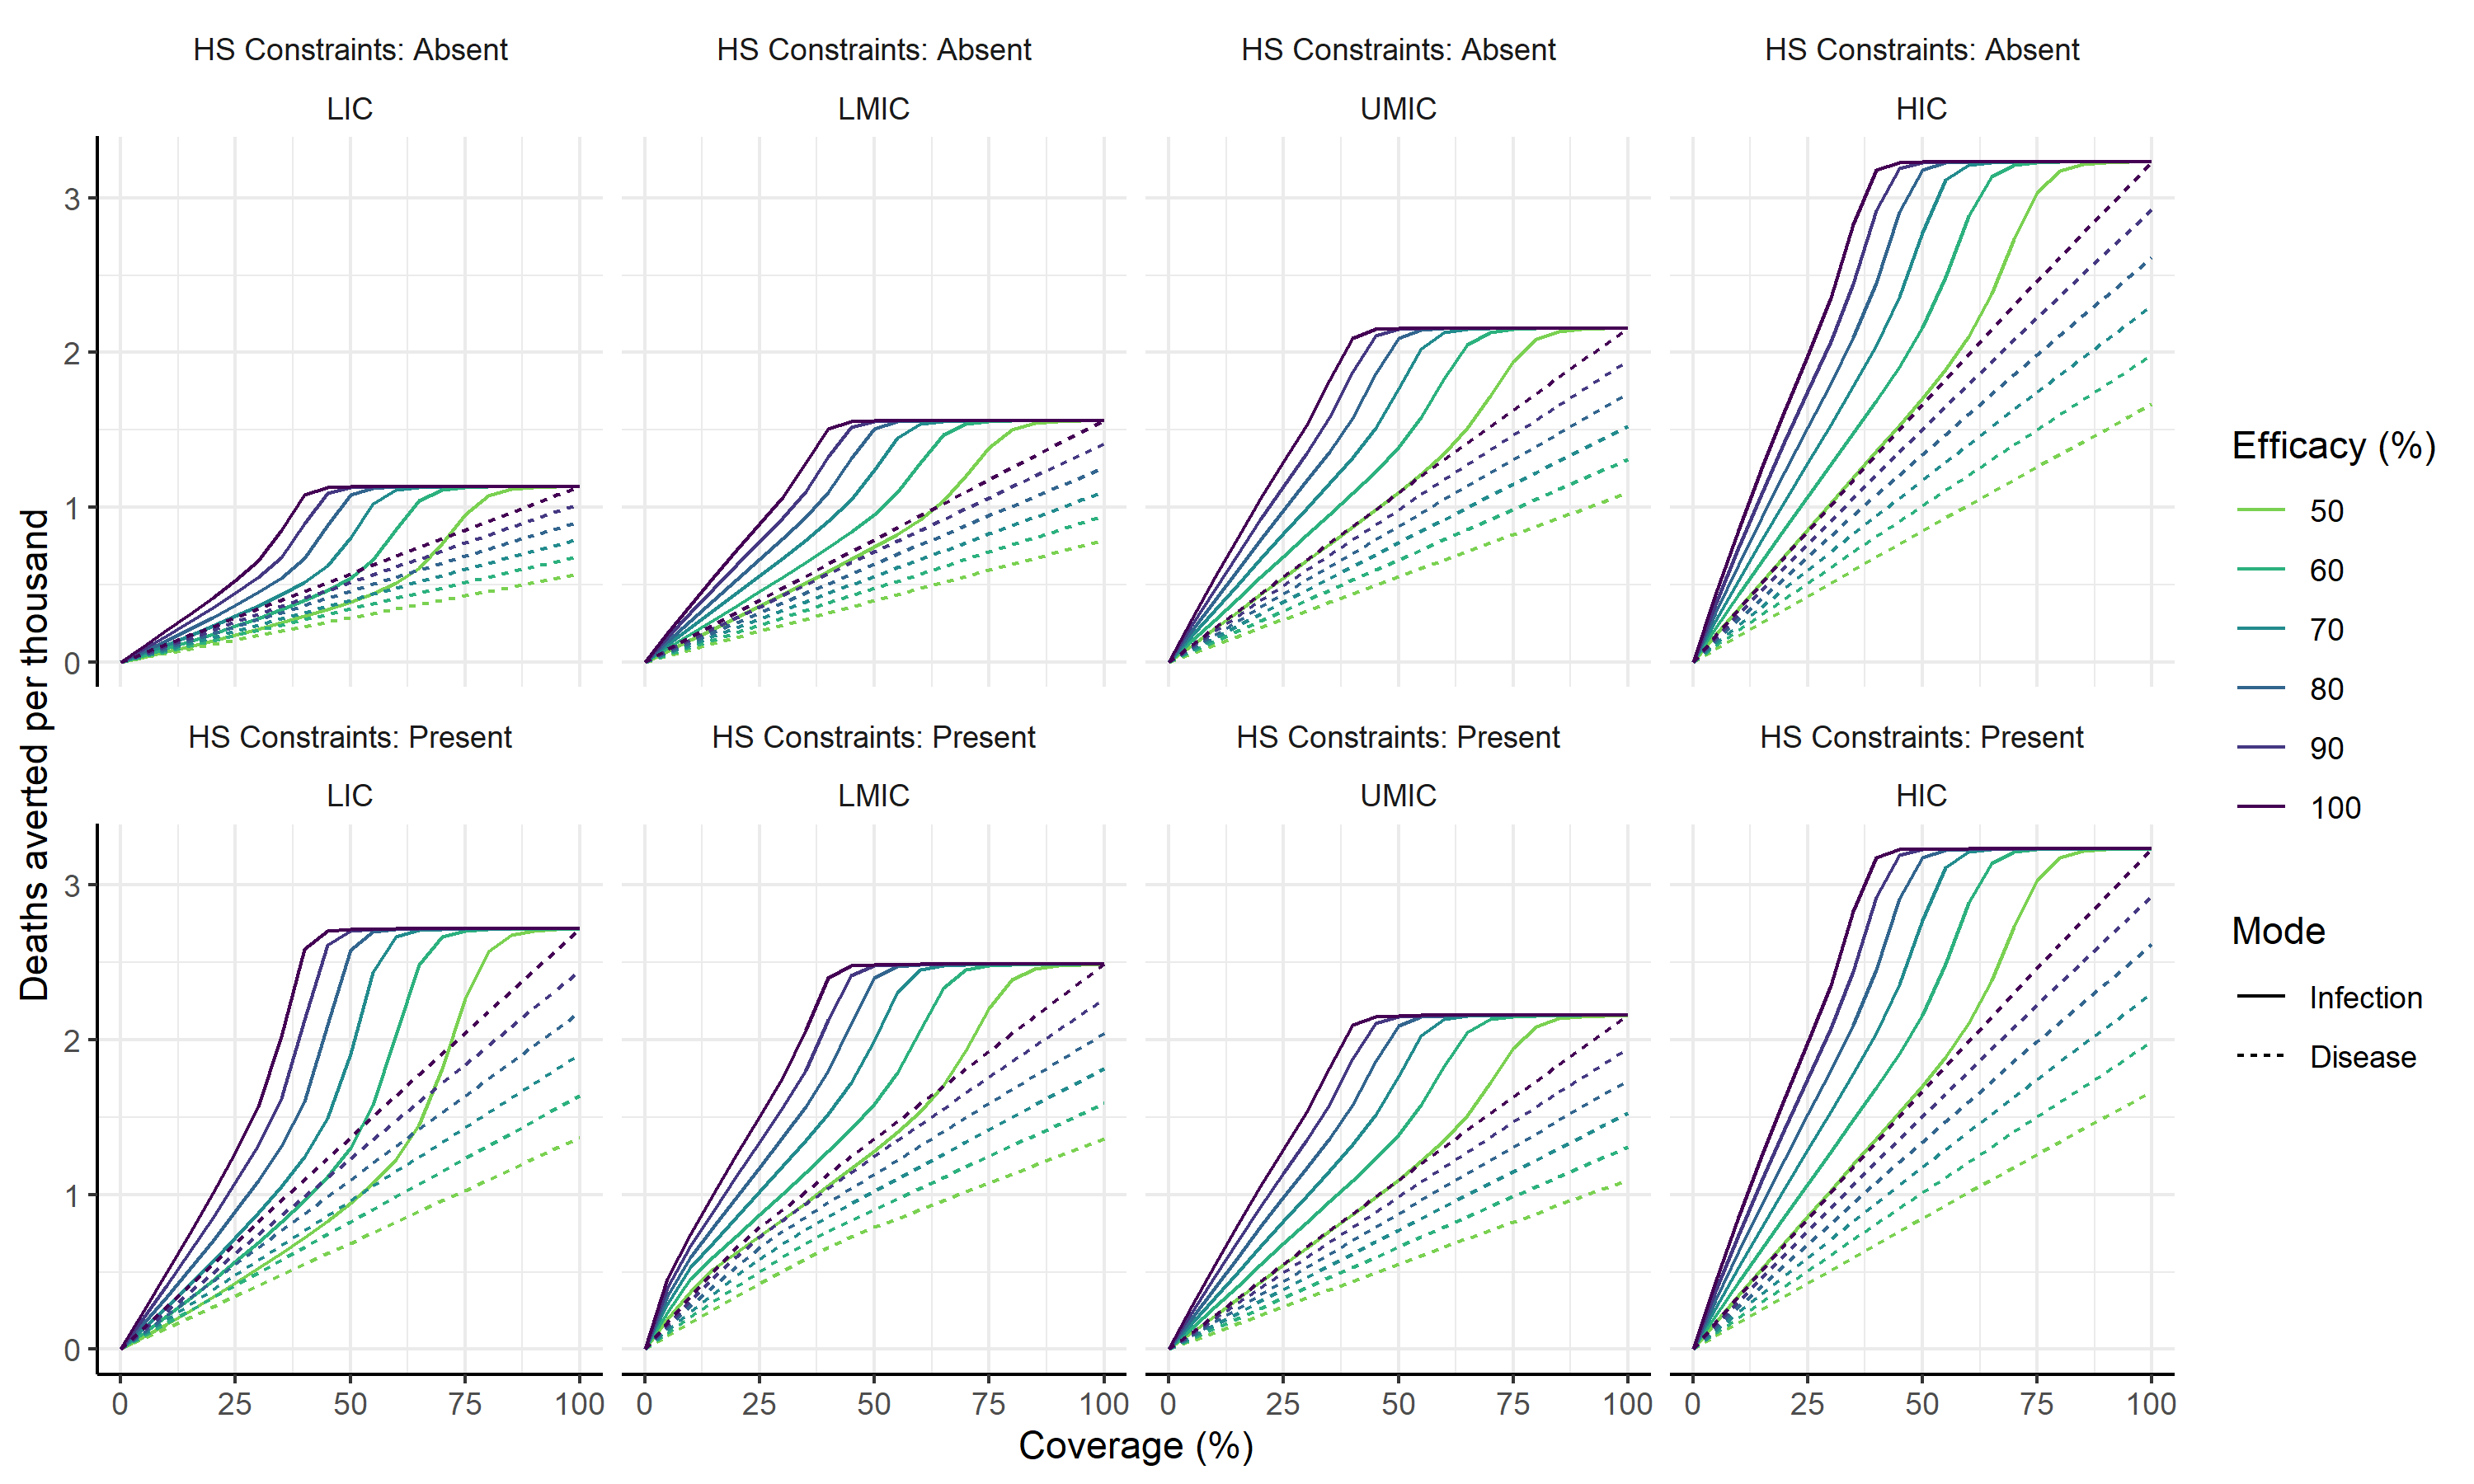 HS Constraints: Absent HS Constraints: Absent HS Constraints: Absent HS Constraints: Absent
LIC LMIC UMIC HIC
3
2
1
0
HS Constraints: Present HS Constraints: Present HS Constraints: Present HS Constraints: Present
LIC LMIC UMIC HIC
3
2
1
0
0 25 50 75 100 0 25 50 75 100 0 25 50 75 100 0 25 50 75 100
Coverage (%)
Deaths averted per thousand
Efficacy (%)
50
60
70
80
90
100
Mode
Infection
Disease